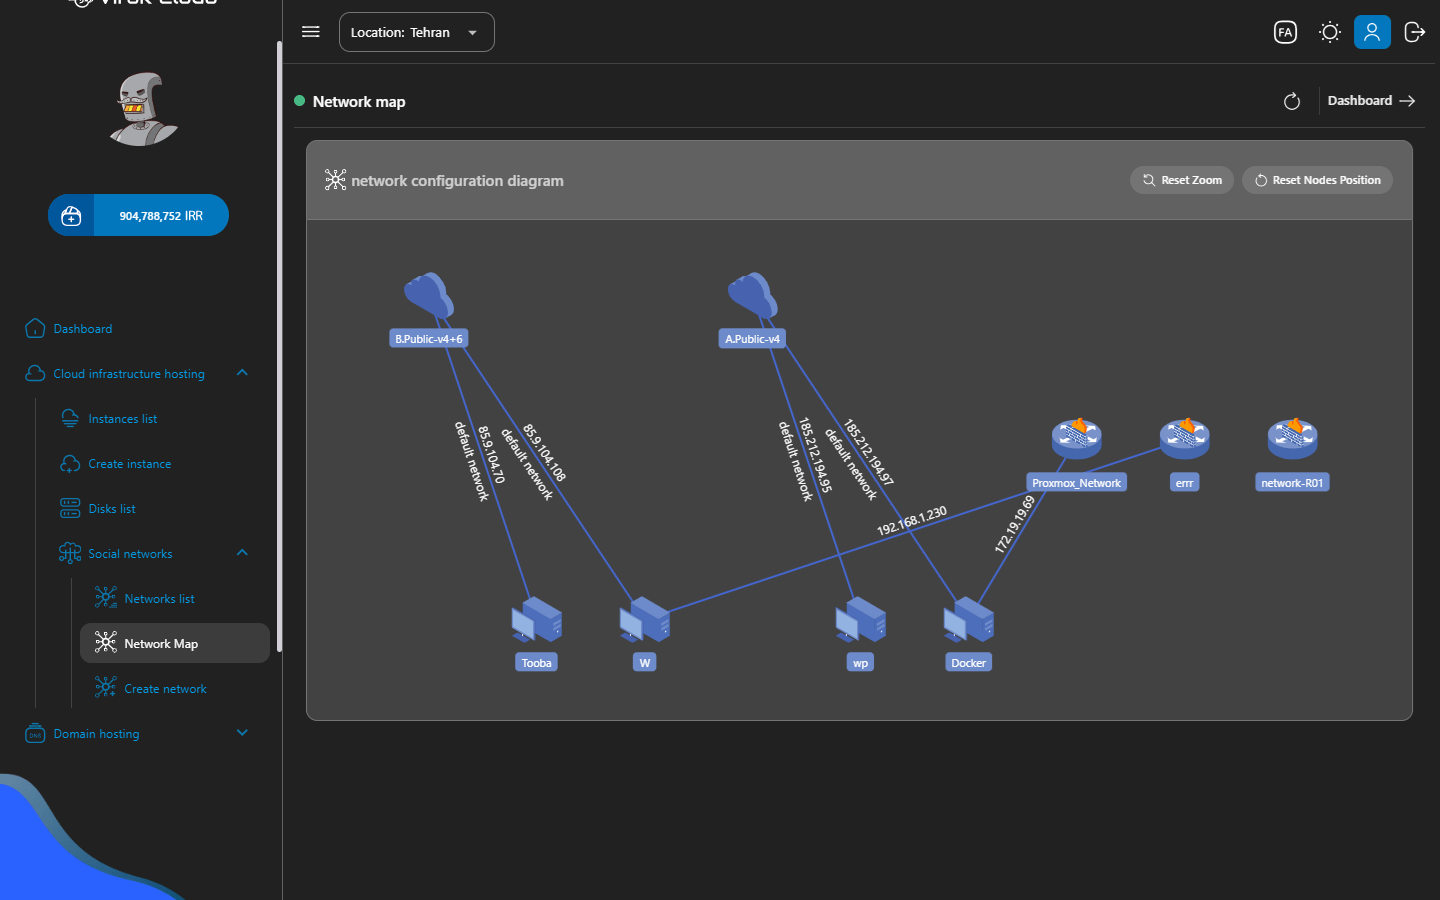 Virak Cloud
Location: Tehran
FA
Network map
Dashboard
904,788,752 IRR
network configuration diagram
Reset Zoom
Reset Nodes Position
Dashboard
Cloud infrastructure hosting
Instances list
Create instance
Disks list
Social networks
Networks list
Network Map
Create network
DNS
Domain hosting
B.Public-v4+6
A.Public-v4
85.9.104.70
default network
85.9.104.108
default network
185.212.194.95
default network
185.212.194.97
default network
Proxmox_Network
errr
network-R01
192.168.1.230
172.19.19.69
Tooba
W
wp
Docker